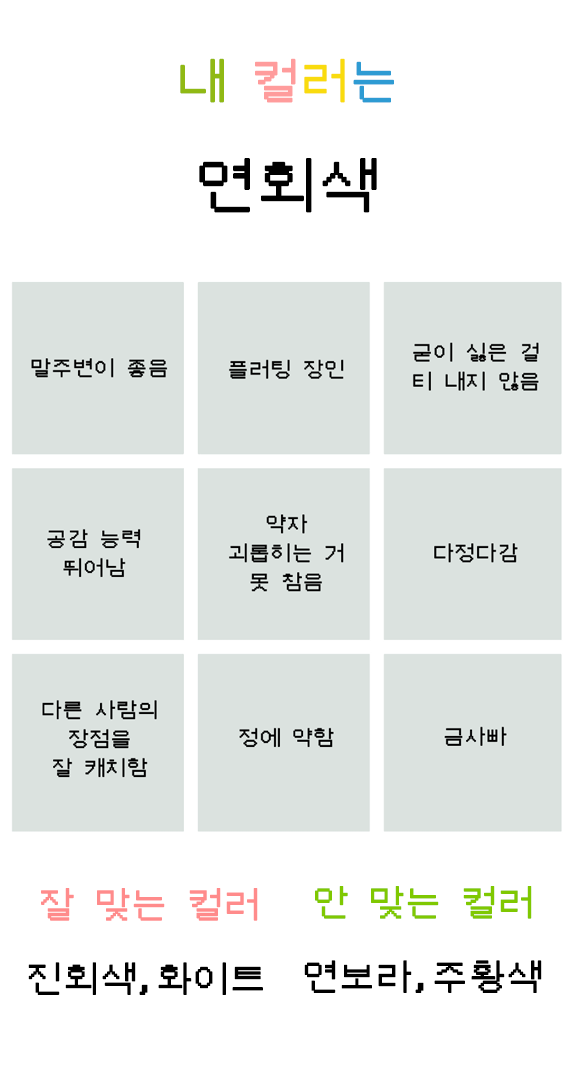 내 컬러는
연회색
말주변이 좋음
플러팅 장인
굳이 싫은 걸
티 내지 않음
공감 능력
뛰어남
약자
괴롭히는 거
못 참음
다정다감
다른 사람의
장점을
잘 캐치함
정에 약함
금사빠
잘 맞는 컬러
안 맞는 컬러
진회색, 화이트
연보라, 주황색